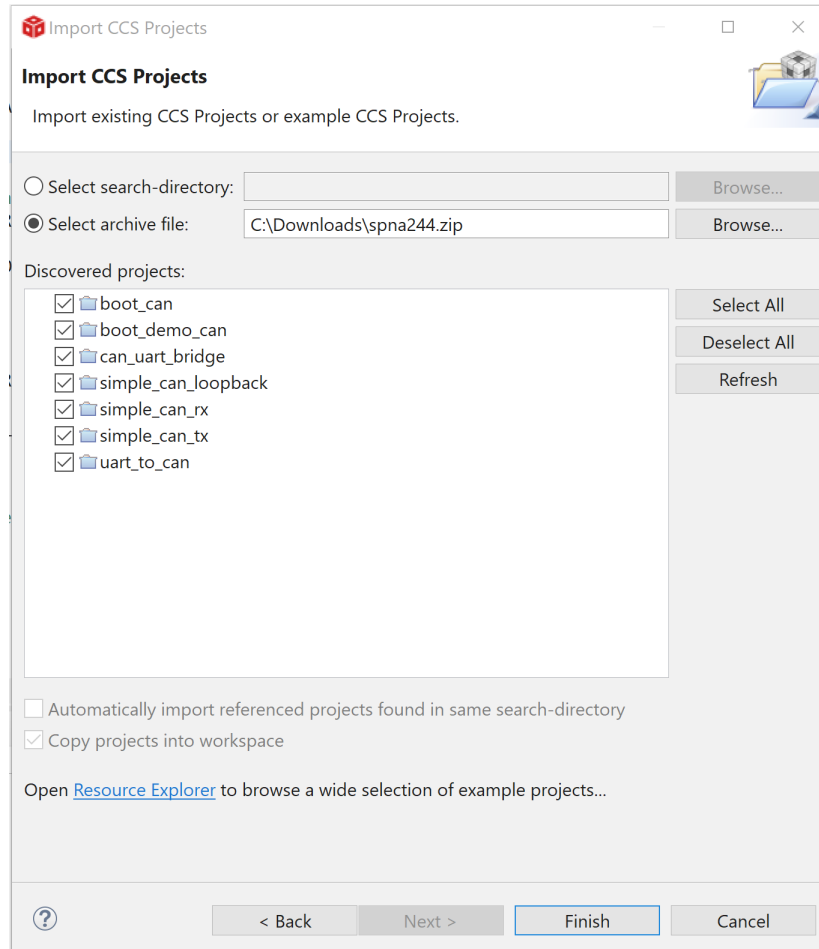 Import CCS Projects
Import CCS Projects
Import existing CCS Projects or example CCS Projects.
Select search-directory:
Browse...
Select archive file:
C:\Downloads\spna244.zip
Browse...
Discovered projects:
boot_can
boot_demo_can
can_uart_bridge
simple_can_loopback
simple_can_rx
simple_can_tx
uart_to_can
Select All
Deselect All
Refresh
Automatically import referenced projects found in same search-directory
Copy projects into workspace
Open Resource Explorer to browse a wide selection of example projects...
?
< Back
Next >
Finish
Cancel